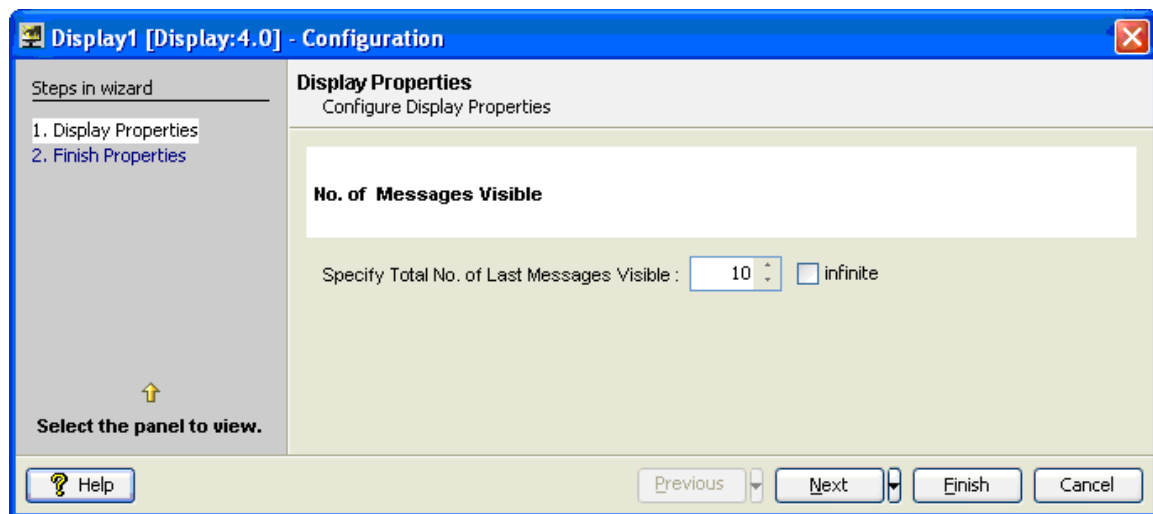 Display1 [Display:4.0] - Configuration
Steps in wizard
1. Display Properties
2. Finish Properties
Select the panel to view.
Display Properties
Configure Display Properties
No. of Messages Visible
Specify Total No. of Last Messages Visible : 10 infinite
Help Previous Next Finish Cancel